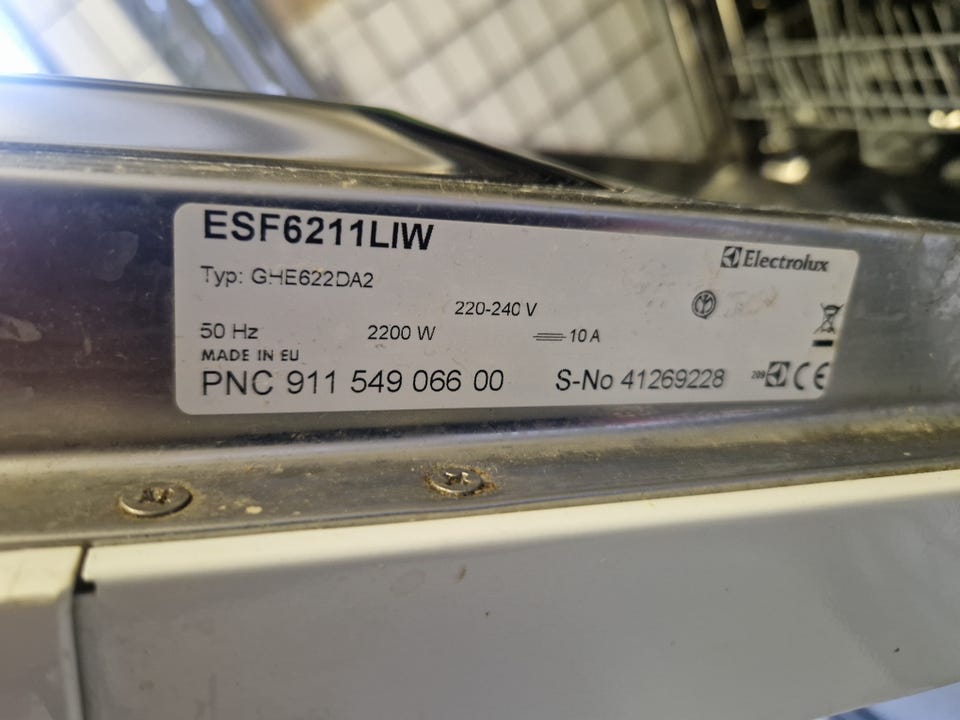 ESF6211LIW
Electrolux
Typ: GHE622DA2
220-240 V
50 Hz 2200 W 10 A
MADE IN EU
PNC 911 549 066 00 S-No 41269228 CE